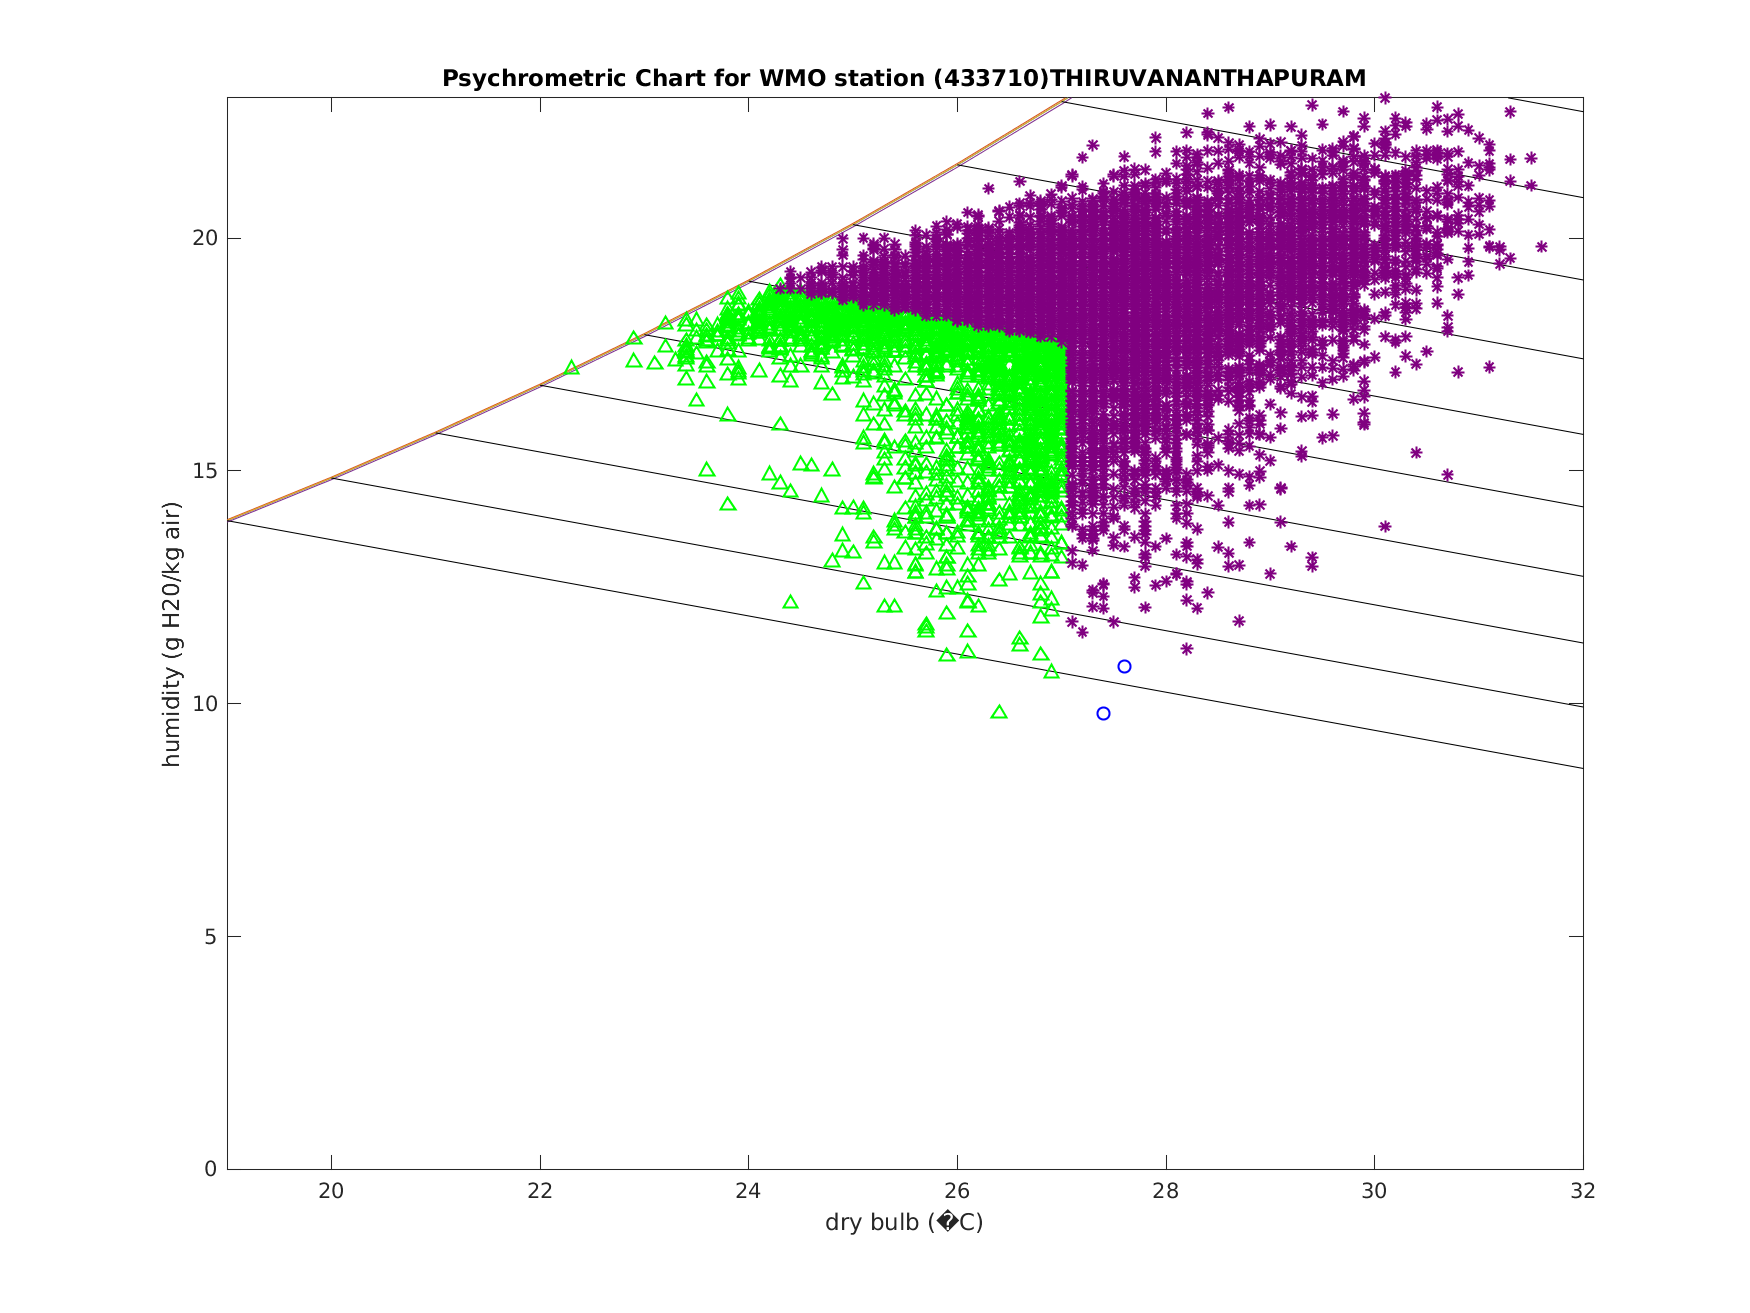 Psychrometric Chart for WMO station (433710)THIRUVANANTHAPURAM
humidity (g H20/kg air)
20
15
10
5
0
20 22 24 26 28 30 32
dry bulb (�C)